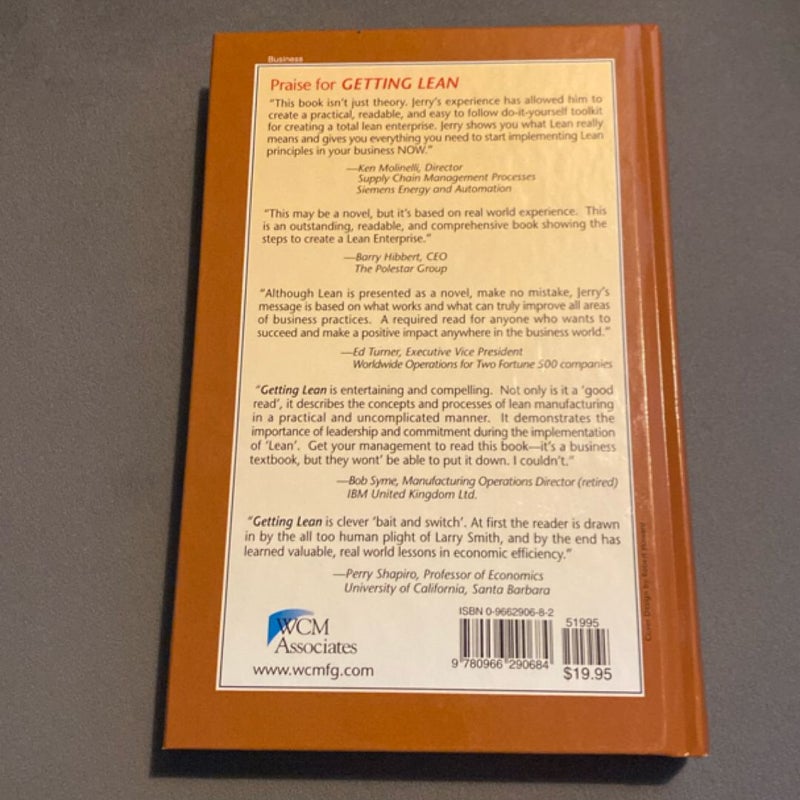 Business
Praise for GETTING LEAN
"This book isn't just theory. Jerry's experience has allowed him to
create a practical, readable, and easy to follow do-it-yourself toolkit
for creating a total lean enterprise. Jerry shows you what Lean really
means and gives you everything you need to start implementing Lean
principles in your business NOW."
—Ken Molinelli, Director
Supply Chain Management Processes
Siemens Energy and Automation
"This may be a novel, but it's based on real world experience. This
is an outstanding, readable, and comprehensive book showing the
steps to create a Lean Enterprise."
—Barry Hibbert, CEO
The Polestar Group
"Although Lean is presented as a novel, make no mistake, Jerry's
message is based on what works and what can truly improve all areas
of business practices. A required read for anyone who wants to
succeed and make a positive impact anywhere in the business world."
—Ed Turner, Executive Vice President
Worldwide Operations for Two Fortune 500 companies
"Getting Lean is entertaining and compelling. Not only is it a 'good
read', it describes the concepts and processes of lean manufacturing
in a practical and uncomplicated manner. It demonstrates the
importance of leadership and commitment during the implementation
of 'Lean'. Get your management to read this book—it's a business
textbook, but they wont' be able to put it down. I couldn't."
—Bob Syme, Manufacturing Operations Director (retired)
IBM United Kingdom Ltd.
"Getting Lean is clever 'bait and switch'. At first the reader is drawn
in by the all too human plight of Larry Smith, and by the end has
learned valuable, real world lessons in economic efficiency."
—Perry Shapiro, Professor of Economics
University of California, Santa Barbara
WCM
Associates
www.wcmfg.com
ISBN 0-9662906-8-2
51995
9 780966 290684
$19.95
Cover Design by Robert Howard